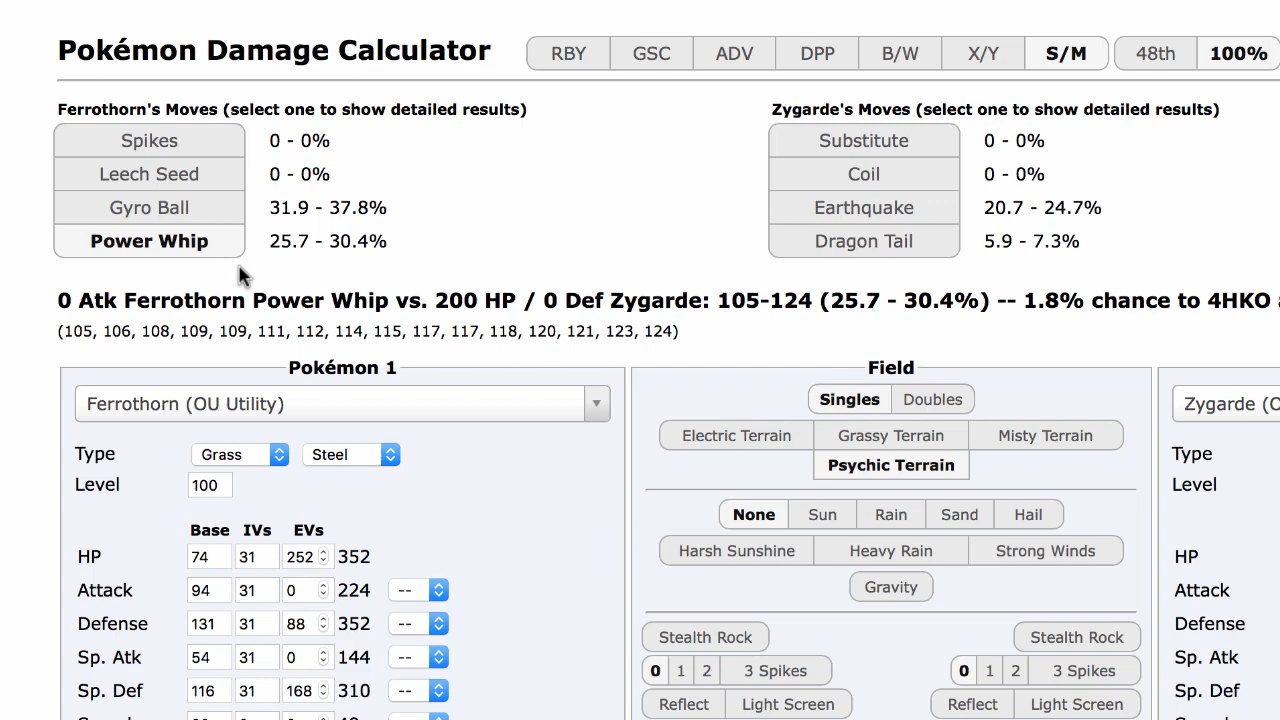 Pokémon Damage Calculator RBY GSC ADV DPP B/W X/Y S/M 48th 100%
Ferrothorn's Moves (select one to show detailed results) Zygarde's Moves (select one to show detailed results)
Spikes 0 - 0% Substitute 0 - 0%
Leech Seed 0 - 0% Coil 0 - 0%
Gyro Ball 31.9 - 37.8% Earthquake 20.7 - 24.7%
Power Whip 25.7 - 30.4% Dragon Tail 5.9 - 7.3%
0 Atk Ferrothorn Power Whip vs. 200 HP / 0 Def Zygarde: 105-124 (25.7 - 30.4%) -- 1.8% chance to 4HKO
(105, 106, 108, 109, 109, 111, 112, 114, 115, 117, 117, 118, 120, 121, 123, 124)
Pokémon 1 Field
Ferrothorn (OU Utility) Singles Doubles Zygarde (O
Electric Terrain Grassy Terrain Misty Terrain
Type Grass Steel Psychic Terrain Type
Level 100 Level
None Sun Rain Sand Hail
Base IVs EVs
HP 74 31 252 352 Harsh Sunshine Heavy Rain Strong Winds HP
Attack 94 31 0 224 -- Gravity Attack
Defense 131 31 88 352 -- Defense
Stealth Rock Stealth Rock
Sp. Atk 54 31 0 144 -- 0 1 2 3 Spikes 0 1 2 3 Spikes Sp. Atk
Sp. Def 116 31 168 310 -- Reflect Light Screen Reflect Light Screen Sp. Def